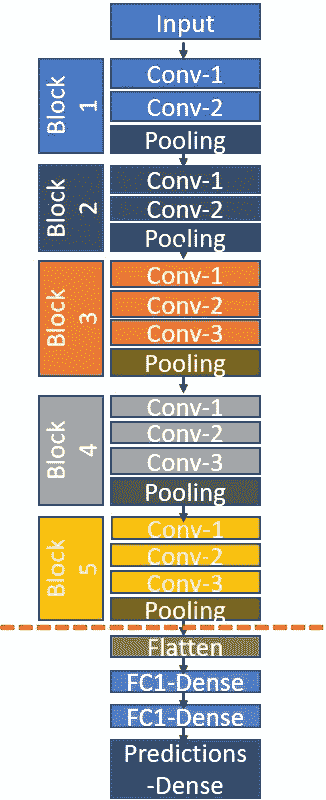 Input
Block 1
Conv-1
Conv-2
Pooling
Block 2
Conv-1
Conv-2
Pooling
Block 3
Conv-1
Conv-2
Conv-3
Pooling
Block 4
Conv-1
Conv-2
Conv-3
Pooling
Block 5
Conv-1
Conv-2
Conv-3
Pooling
Flatten
FC1-Dense
FC1-Dense
Predictions
-Dense